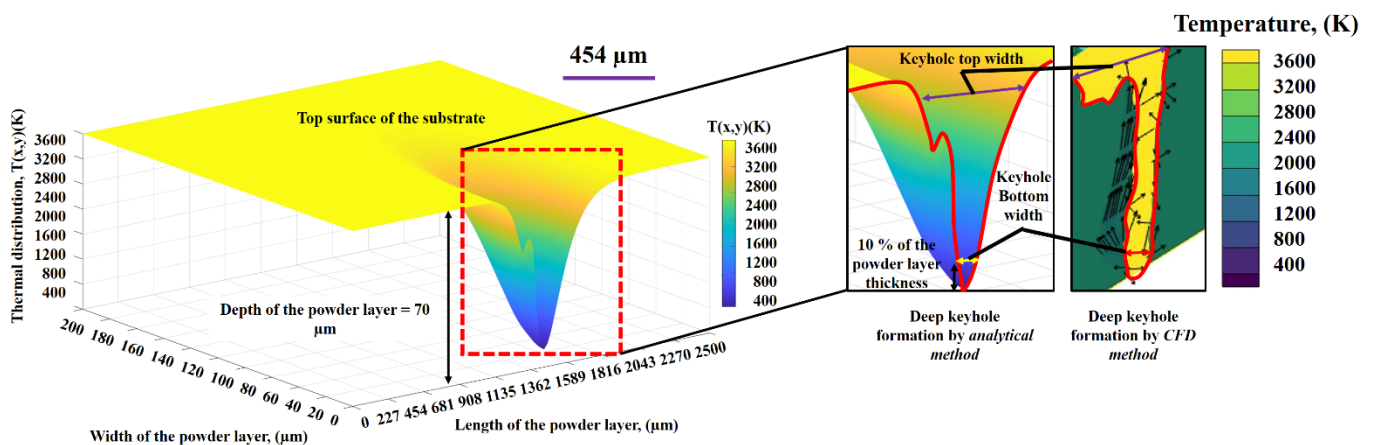 Temperature, (K)
454 µm
Keyhole top width
3600
3200
2800
2400
2000
1600
1200
800
400
Top surface of the substrate
T(x,y)(K)
3600
3200
2800
2400
2000
1600
1200
800
400
Thermal distribution, T(x,y)(K)
3600
3200
2800
2400
2000
1600
1200
800
400
Keyhole
Bottom
width
10 % of the
powder layer
thickness
Depth of the powder layer = 70
µm
200 180 160 140 120 100 80 60 40 20 0
0 227 454 681 908 1135 1362 1589 1816 2043 2270 2500
Width of the powder layer, (µm)
Length of the powder layer, (µm)
Deep keyhole
formation by analytical
method
Deep keyhole
formation by CFD
method